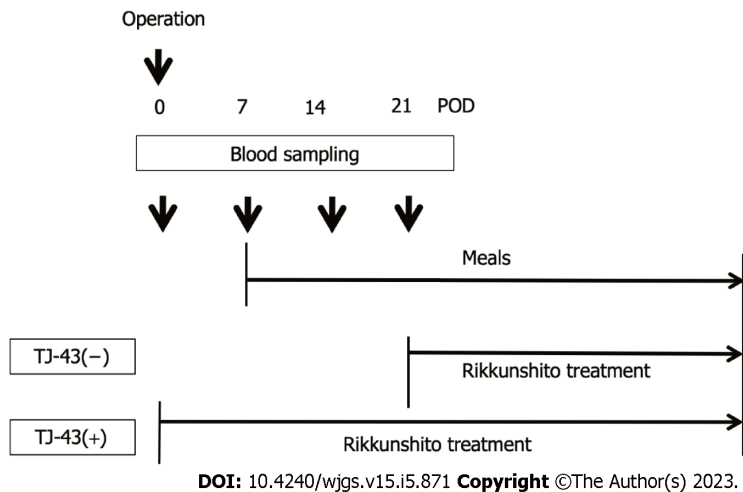 Operation
0 7 14 21 POD
Blood sampling
Meals
TJ-43(−)
Rikkunshito treatment
TJ-43(+)
Rikkunshito treatment
DOI: 10.4240/wjgs.v15.i5.871 Copyright ©The Author(s) 2023.